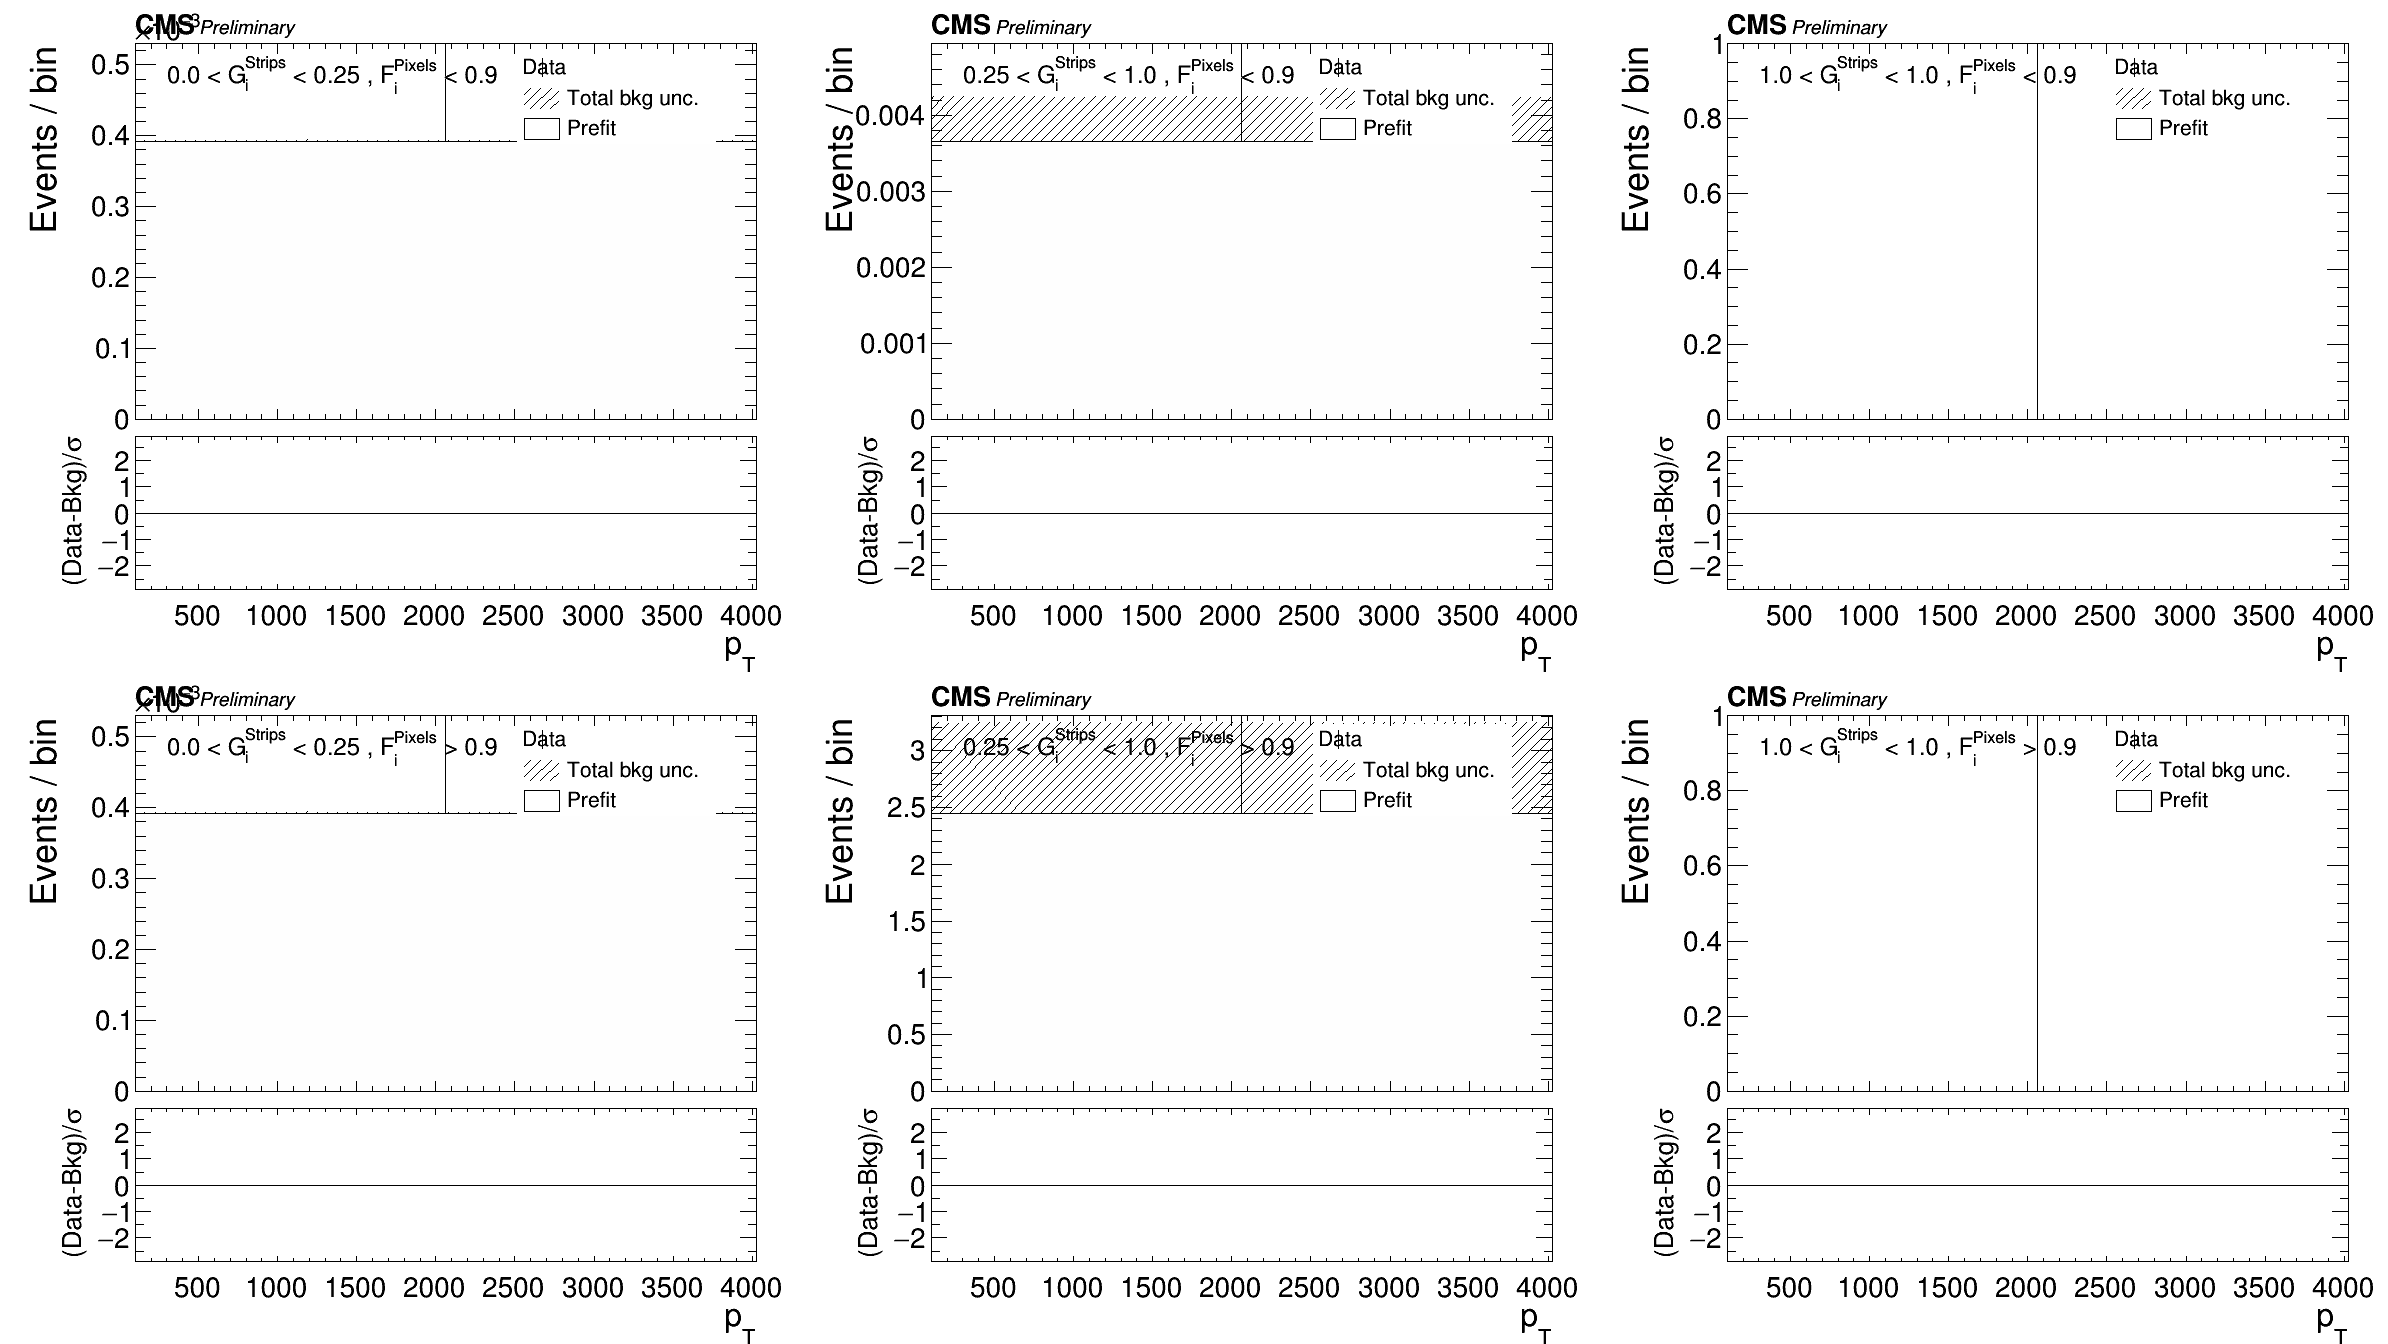 CMS Preliminary
×10⁻³
Events / bin
0.0 < G_i^Strips < 0.25 , F_i^Pixels < 0.9
Data
Total bkg unc.
Prefit
0.5
0.4
0.3
0.2
0.1
0
(Data-Bkg)/σ
2
1
0
−1
−2
500 1000 1500 2000 2500 3000 3500 4000
p_T
CMS Preliminary
Events / bin
0.25 < G_i^Strips < 1.0 , F_i^Pixels < 0.9
Data
Total bkg unc.
Prefit
0.004
0.003
0.002
0.001
0
(Data-Bkg)/σ
2
1
0
−1
−2
500 1000 1500 2000 2500 3000 3500 4000
p_T
CMS Preliminary
Events / bin
1.0 < G_i^Strips < 1.0 , F_i^Pixels < 0.9
Data
Total bkg unc.
Prefit
1
0.8
0.6
0.4
0.2
0
(Data-Bkg)/σ
2
1
0
−1
−2
500 1000 1500 2000 2500 3000 3500 4000
p_T
CMS Preliminary
×10⁻³
Events / bin
0.0 < G_i^Strips < 0.25 , F_i^Pixels > 0.9
Data
Total bkg unc.
Prefit
0.5
0.4
0.3
0.2
0.1
0
(Data-Bkg)/σ
2
1
0
−1
−2
500 1000 1500 2000 2500 3000 3500 4000
p_T
CMS Preliminary
Events / bin
0.25 < G_i^Strips < 1.0 , F_i^Pixels > 0.9
Data
Total bkg unc.
Prefit
3
2.5
2
1.5
1
0.5
0
(Data-Bkg)/σ
2
1
0
−1
−2
500 1000 1500 2000 2500 3000 3500 4000
p_T
CMS Preliminary
Events / bin
1.0 < G_i^Strips < 1.0 , F_i^Pixels > 0.9
Data
Total bkg unc.
Prefit
1
0.8
0.6
0.4
0.2
0
(Data-Bkg)/σ
2
1
0
−1
−2
500 1000 1500 2000 2500 3000 3500 4000
p_T